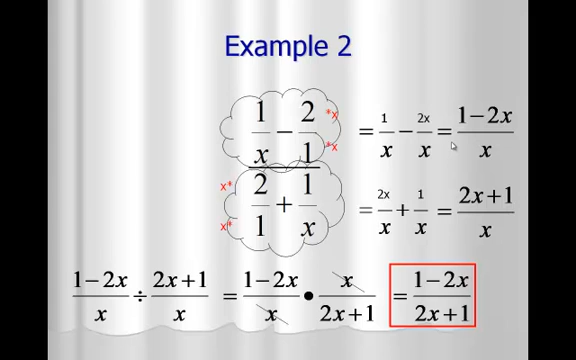 Example 2
1/x − 2/1 *x *x = 1/x − 2x/x = 1−2x/x
x* x* 2/1 + 1/x = 2x/x + 1/x = 2x+1/x
1−2x/x ÷ 2x+1/x = 1−2x/x • x/2x+1 = 1−2x/2x+1